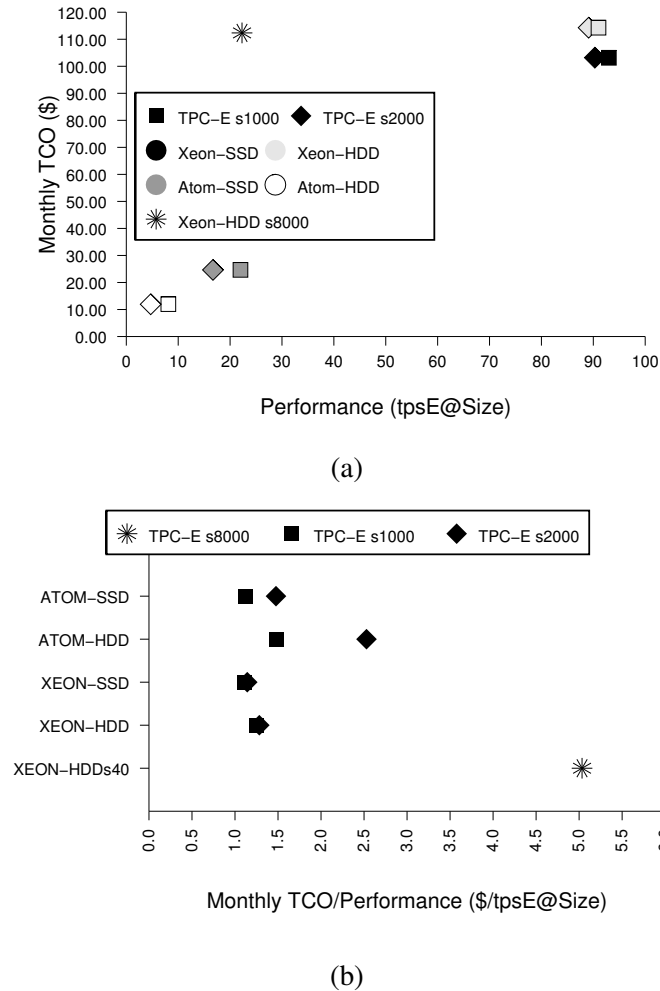 120.00
110.00
100.00
90.00
80.00
70.00
60.00
50.00
40.00
30.00
20.00
10.00
0.00
Monthly TCO ($)
TPC−E s1000 TPC−E s2000
Xeon−SSD Xeon−HDD
Atom−SSD Atom−HDD
Xeon−HDD s8000
0 10 20 30 40 50 60 70 80 90 100
Performance (tpsE@Size)
(a)
TPC−E s8000 TPC−E s1000 TPC−E s2000
ATOM−SSD
ATOM−HDD
XEON−SSD
XEON−HDD
XEON−HDDs40
0.0 0.5 1.0 1.5 2.0 2.5 3.0 3.5 4.0 4.5 5.0 5.5
Monthly TCO/Performance ($/tpsE@Size)
(b)